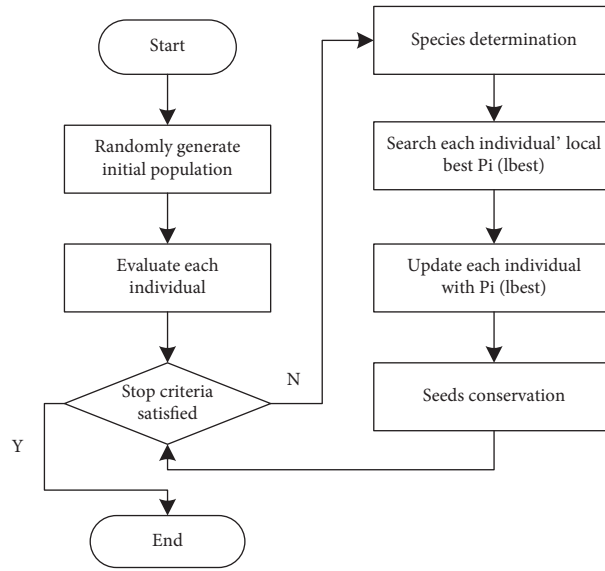 Start
Randomly generate
initial population
Evaluate each
individual
Stop criteria
satisfied
N
Y
End
Species determination
Search each individual’ local
best Pi (lbest)
Update each individual
with Pi (lbest)
Seeds conservation